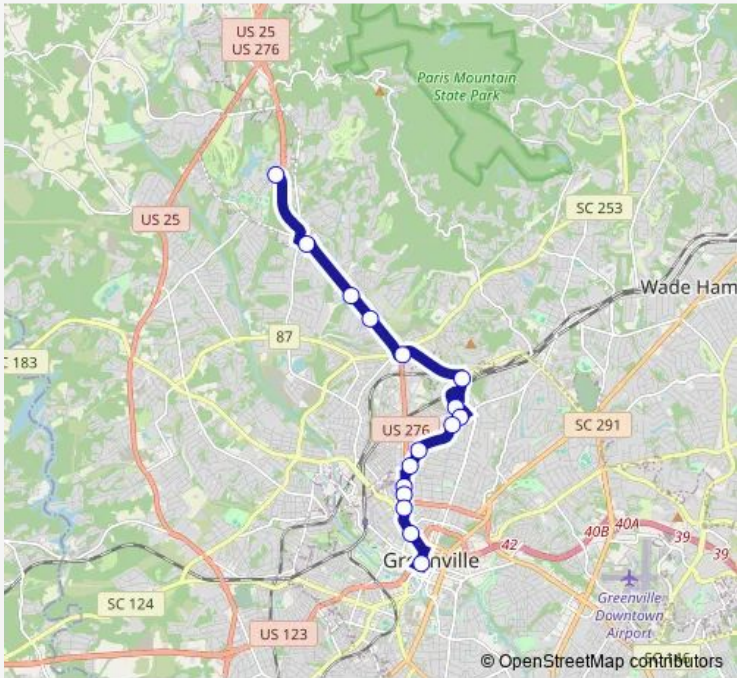 US 25
US 276
Paris Mountain
State Park
SC 253
US 25
Wade Ham
87
C 183
US 276
SC 291
42
40B
40A
39
39
Greenville
SC 124
Greenville
Downtown
Airport
US 123
© OpenStreetMap contributors